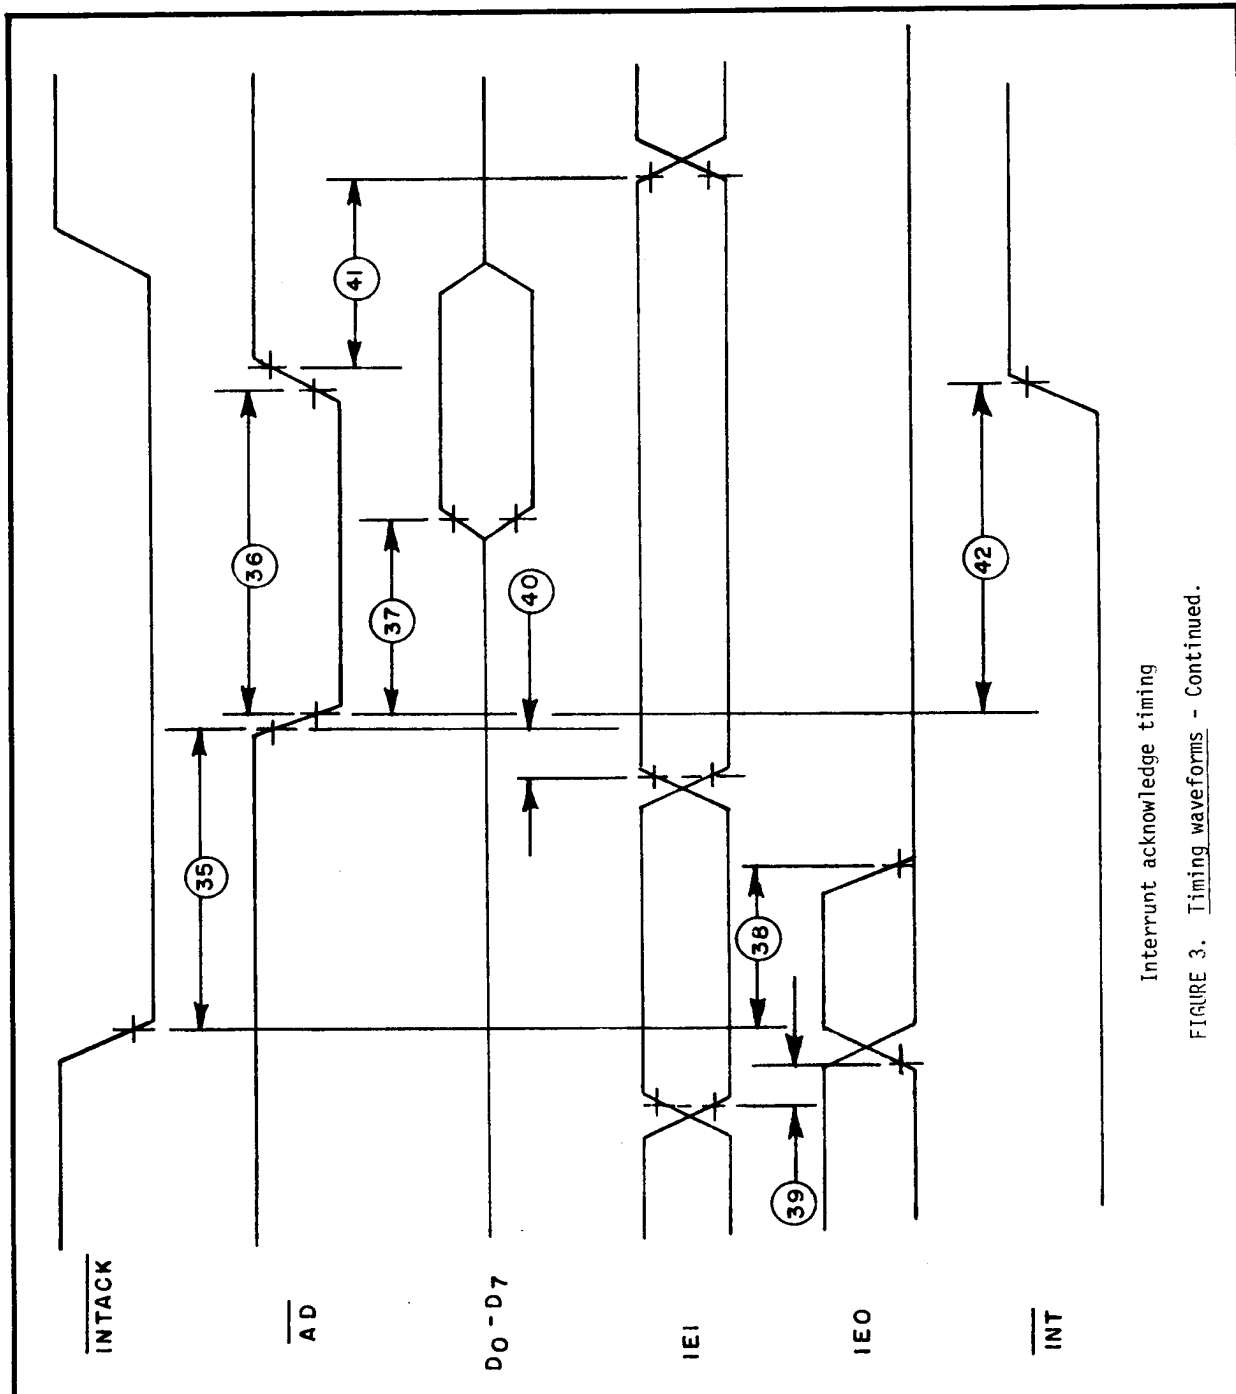 INTACK
AD
D0-D7
IEI
IEO
INT
35
36
41
37
40
39
38
42
Interrunt acknowledge timing
FIGURE 3. Timing waveforms - Continued.